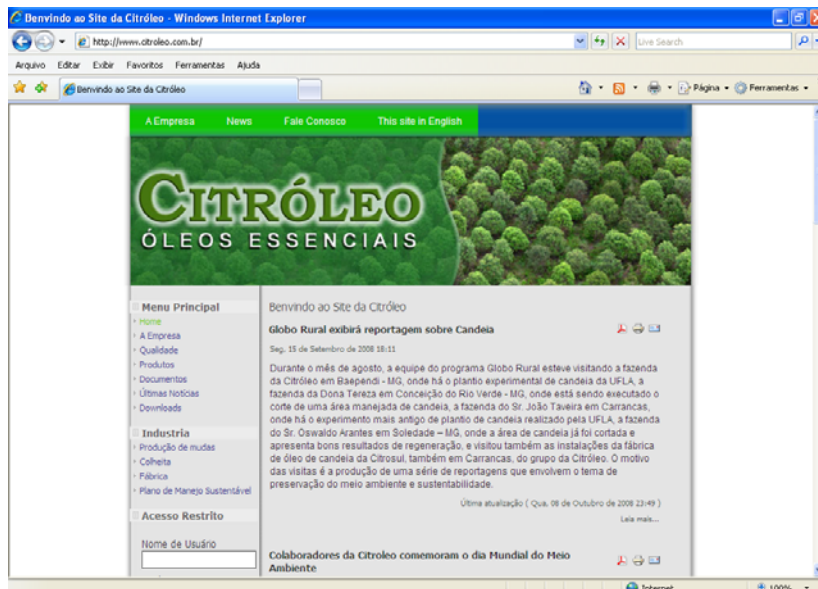 Benvindo ao Site da Citróleo - Windows Internet Explorer
http://www.citroleo.com.br/
Live Search
Arquivo Editar Exibir Favoritos Ferramentas Ajuda
Benvindo ao Site da Citróleo
Página
Ferramentas
A Empresa News Fale Conosco This site in English
CITRÓLEO
ÓLEOS ESSENCIAIS
Menu Principal
Home
A Empresa
Qualidade
Produtos
Documentos
Últimas Notícias
Downloads
Industria
Produção de mudas
Colheita
Fábrica
Plano de Manejo Sustentável
Acesso Restrito
Nome de Usuário
Benvindo ao Site da Citróleo
Globo Rural exibirá reportagem sobre Candeia
Seg, 15 de Setembro de 2008 18:11
Durante o mês de agosto, a equipe do programa Globo Rural esteve visitando a fazenda
da Citróleo em Baependi - MG, onde há o plantio experimental de candeia da UFLA, a
fazenda da Dona Tereza em Conceição do Rio Verde - MG, onde está sendo executado o
corte de uma área manejada de candeia, a fazenda do Sr. João Taveira em Carrancas,
onde há o experimento mais antigo de plantio de candeia realizado pela UFLA, a fazenda
do Sr. Oswaldo Arantes em Soledade – MG, onde a área de candeia já foi cortada e
apresenta bons resultados de regeneração, e visitou também as instalações da fábrica
de óleo de candeia da Citrosul, também em Carrancas, do grupo da Citróleo. O motivo
das visitas é a produção de uma série de reportagens que envolvem o tema de
preservação do meio ambiente e sustentabilidade.
Última atualização ( Qua, 08 de Outubro de 2008 23:49 )
Leia mais...
Colaboradores da Citroleo comemoram o dia Mundial do Meio
Ambiente
Internet
100%